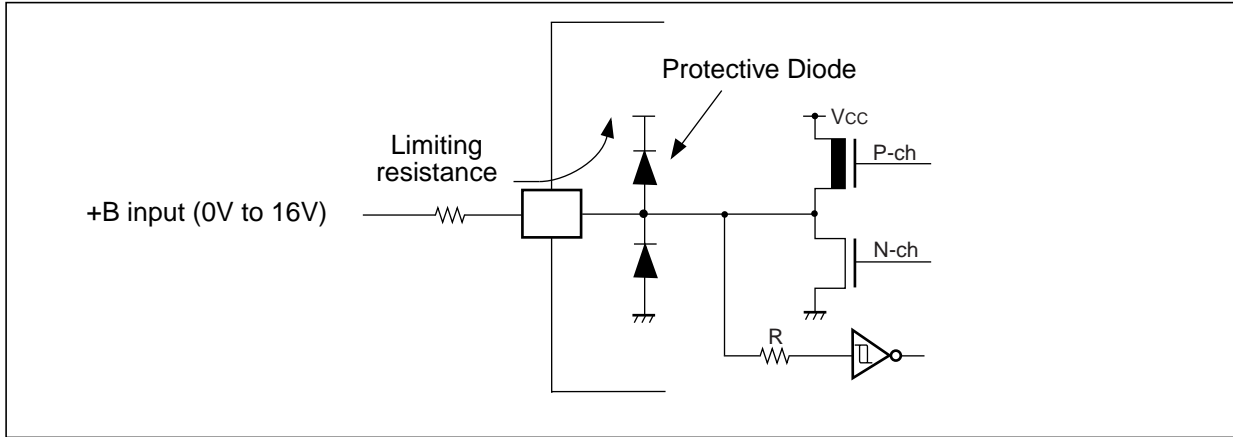 Protective Diode
Limiting
resistance
+B input (0V to 16V)
VCC
P-ch
N-ch
R